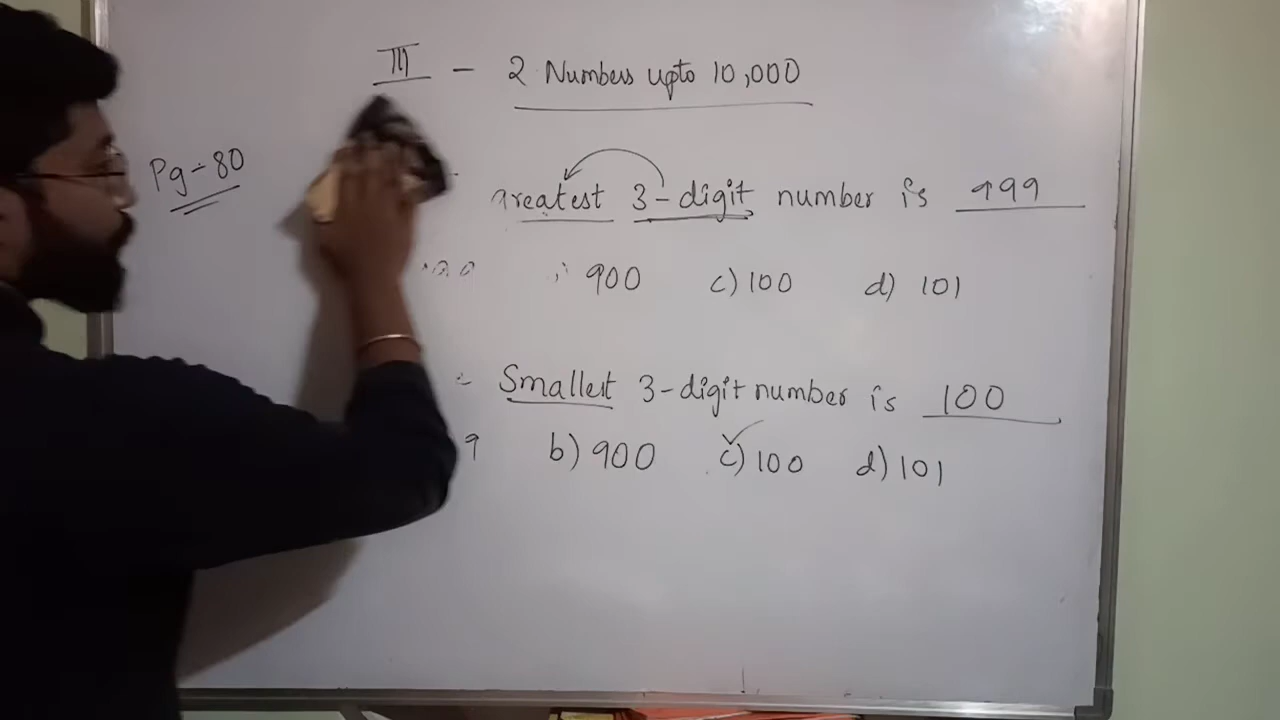 III - 2 Numbers upto 10,000
Pg - 80
reatest 3-digit number is 999
900 c) 100 d) 101
Smallest 3-digit number is 100
9 b) 900 c) 100 d) 101